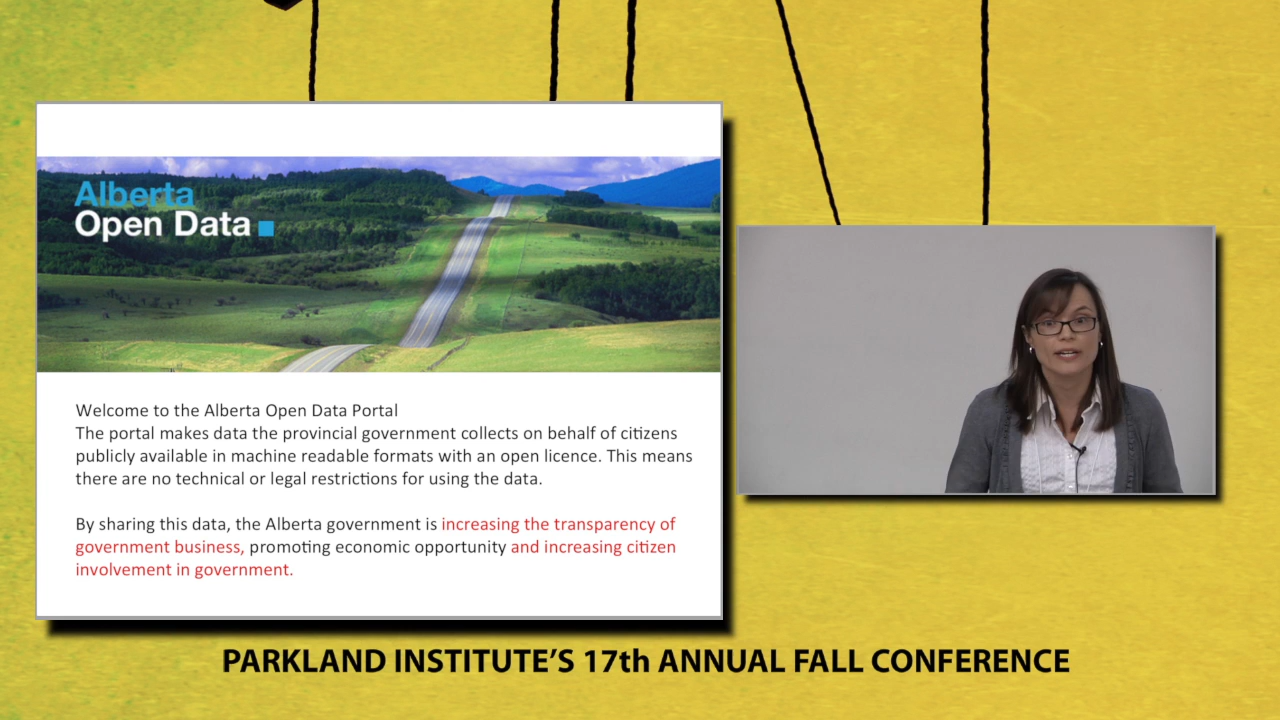 Alberta
Open Data
Welcome to the Alberta Open Data Portal
The portal makes data the provincial government collects on behalf of citizens
publicly available in machine readable formats with an open licence. This means
there are no technical or legal restrictions for using the data.
By sharing this data, the Alberta government is increasing the transparency of
government business, promoting economic opportunity and increasing citizen
involvement in government.
PARKLAND INSTITUTE'S 17th ANNUAL FALL CONFERENCE